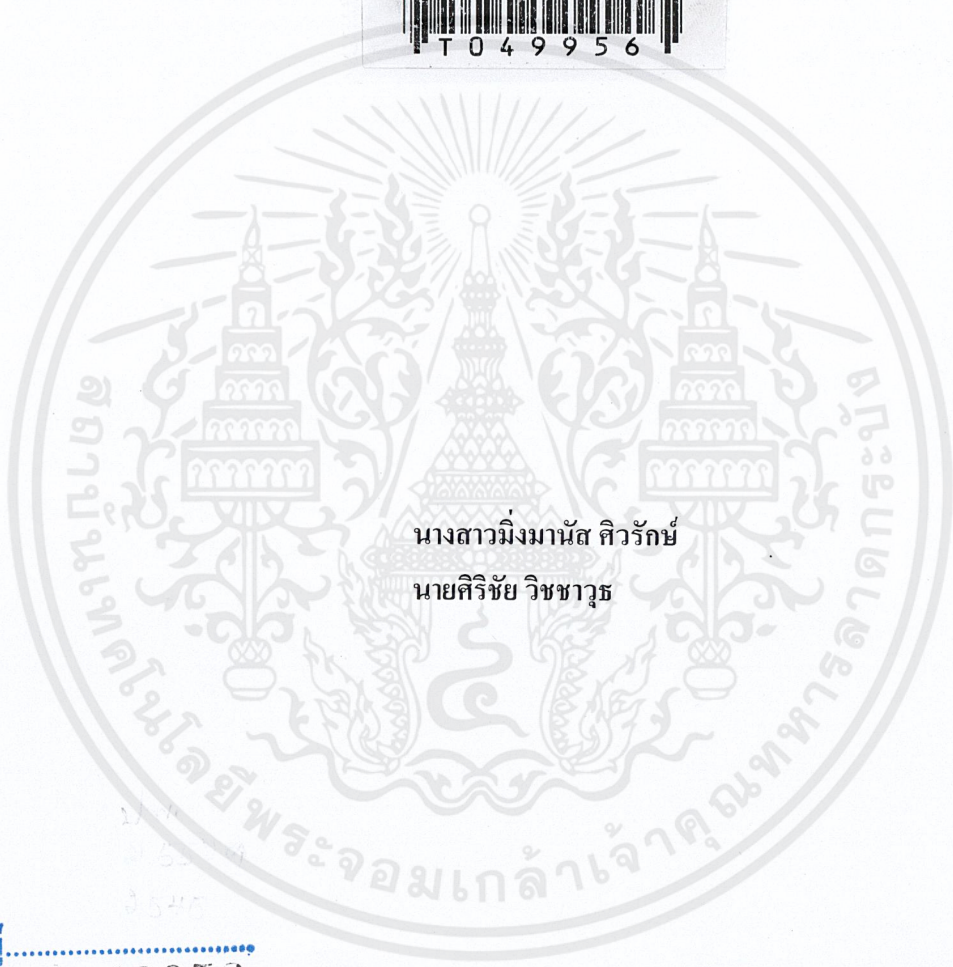 T049956
นางสาวมิ่งมานัส ศิวรักษ์
นายศิริชัย วิชชาวุธ
สถาบันเทคโนโลยีพระจอมเกล้าเจ้าคุณทหารลาดกระบัง